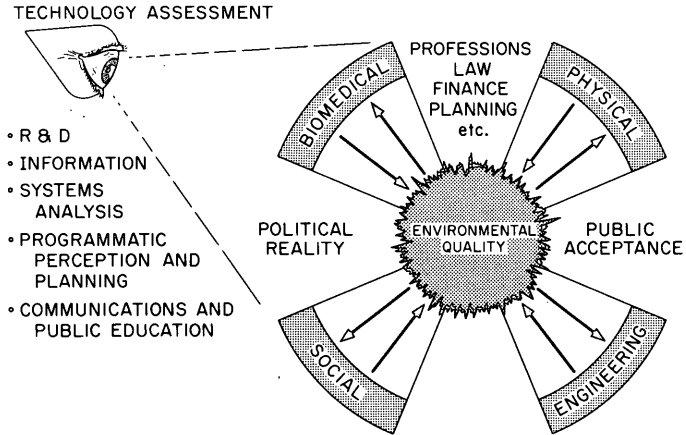 TECHNOLOGY ASSESSMENT
∘ R & D
∘ INFORMATION
∘ SYSTEMS
ANALYSIS
∘ PROGRAMMATIC
PERCEPTION AND
PLANNING
∘ COMMUNICATIONS AND
PUBLIC EDUCATION
BIOMEDICAL
PROFESSIONS
LAW
FINANCE
PLANNING
etc.
PHYSICAL
POLITICAL
REALITY
ENVIRONMENTAL
QUALITY
PUBLIC
ACCEPTANCE
SOCIAL
ENGINEERING